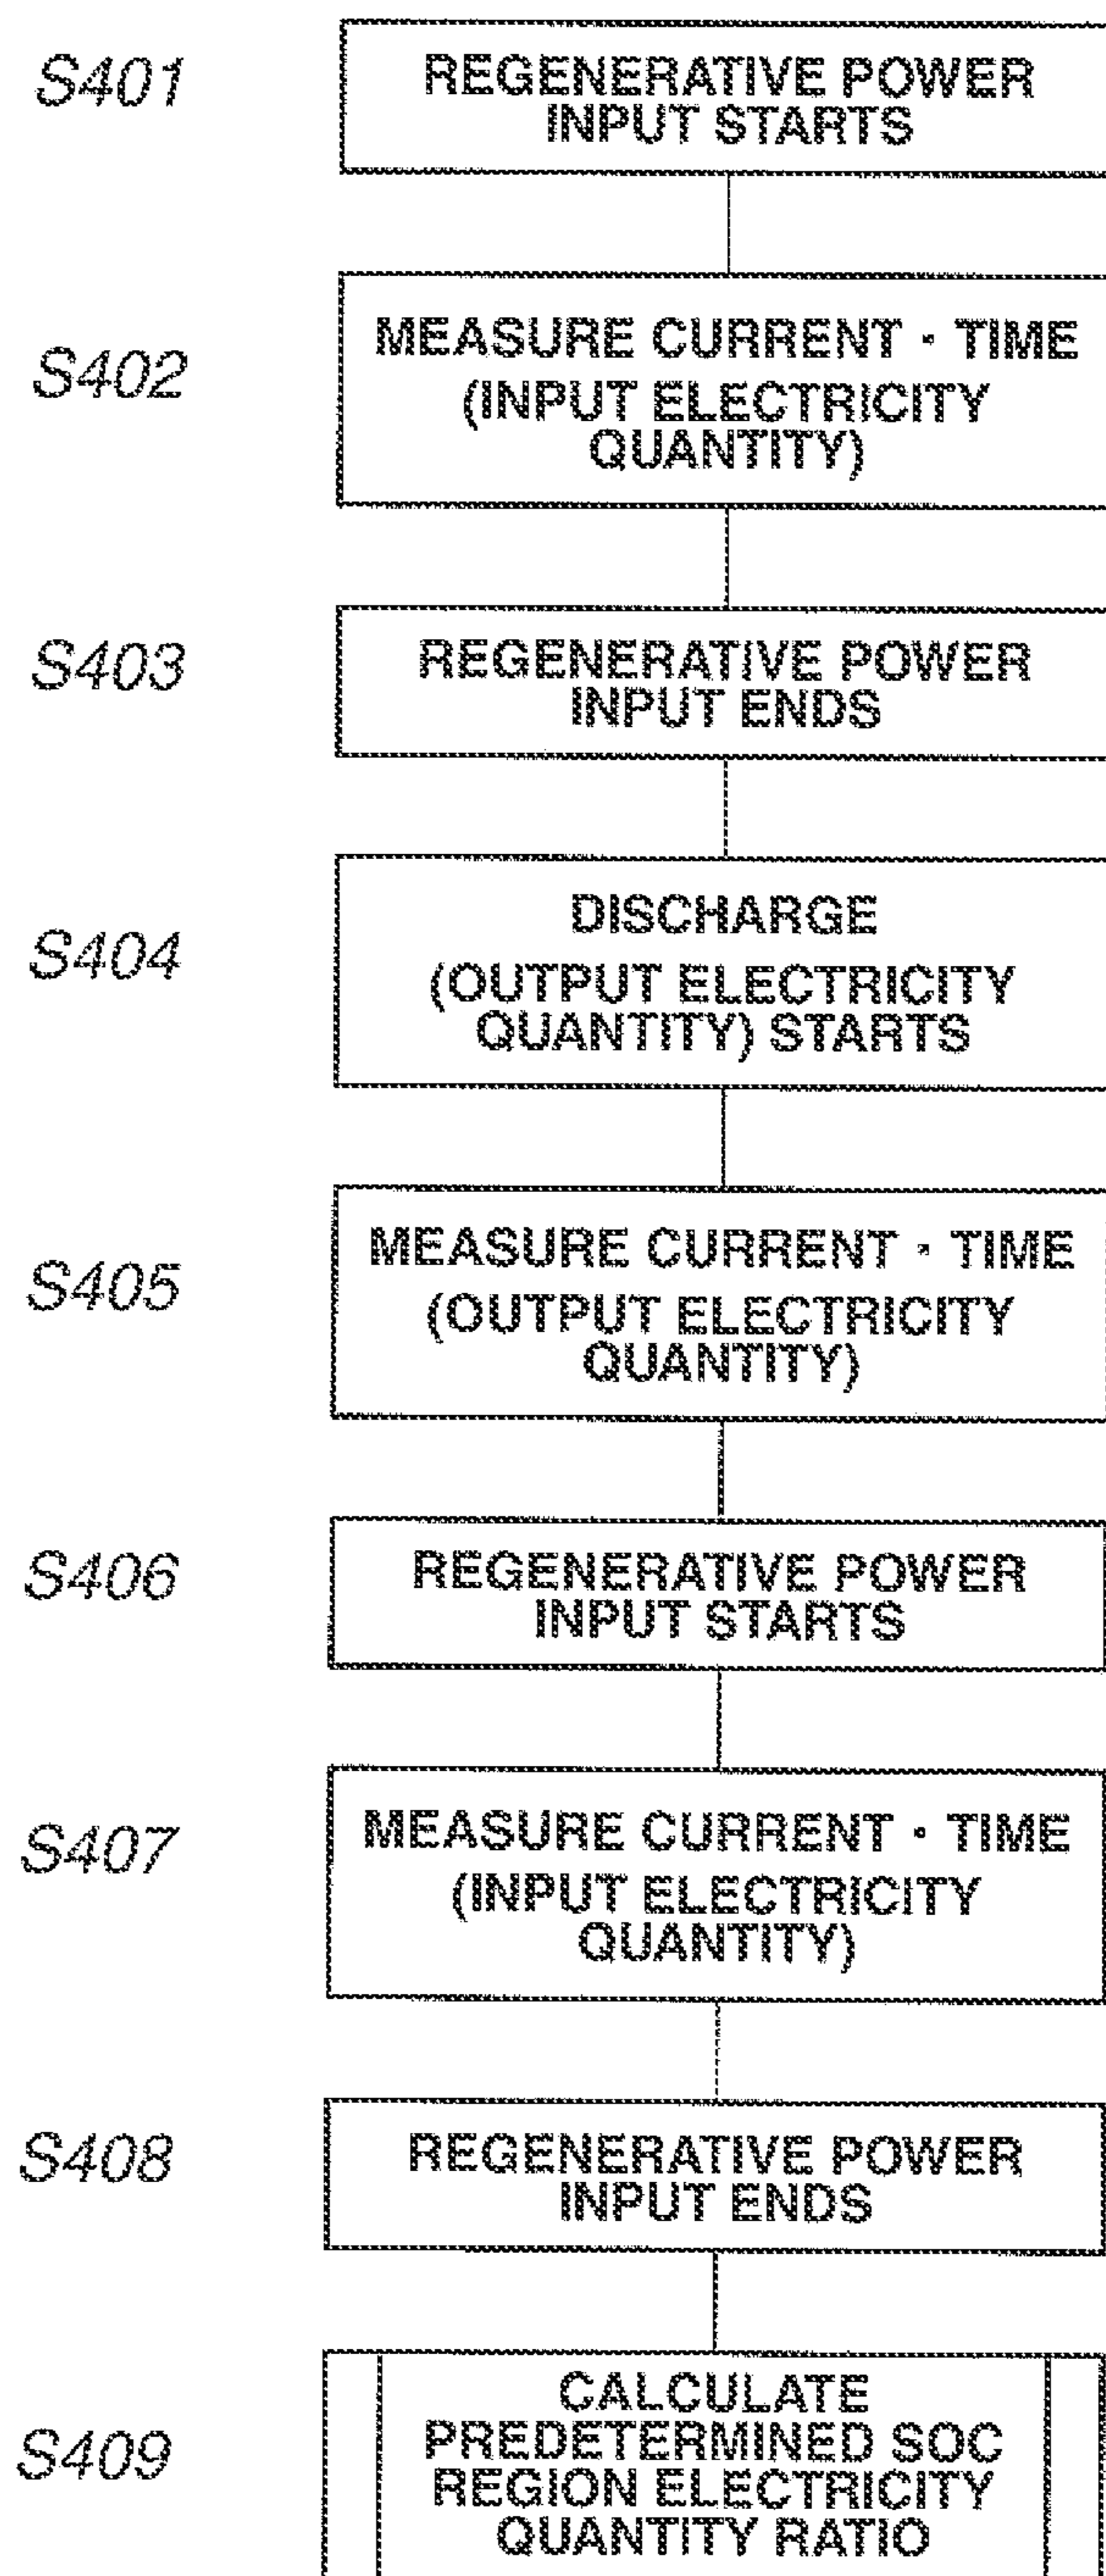 S401
REGENERATIVE POWER
INPUT STARTS
S402
MEASURE CURRENT · TIME
(INPUT ELECTRICITY
QUANTITY)
S403
REGENERATIVE POWER
INPUT ENDS
S404
DISCHARGE
(OUTPUT ELECTRICITY
QUANTITY) STARTS
S405
MEASURE CURRENT · TIME
(OUTPUT ELECTRICITY
QUANTITY)
S406
REGENERATIVE POWER
INPUT STARTS
S407
MEASURE CURRENT · TIME
(INPUT ELECTRICITY
QUANTITY)
S408
REGENERATIVE POWER
INPUT ENDS
S409
CALCULATE
PREDETERMINED SOC
REGION ELECTRICITY
QUANTITY RATIO